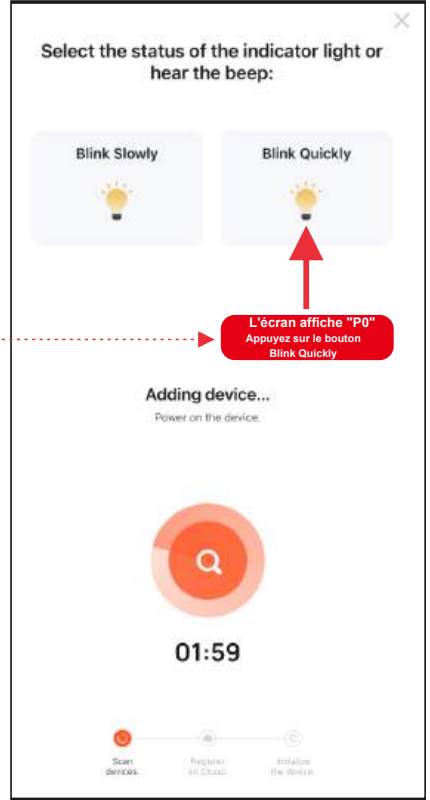 Select the status of the indicator light or
hear the beep:
Blink Slowly
Blink Quickly
L'écran affiche "P0"
Appuyez sur le bouton
Blink Quickly
Adding device...
Power on the device.
01:59
Scan
devices.
Register
on Cloud.
Initialize
the device.